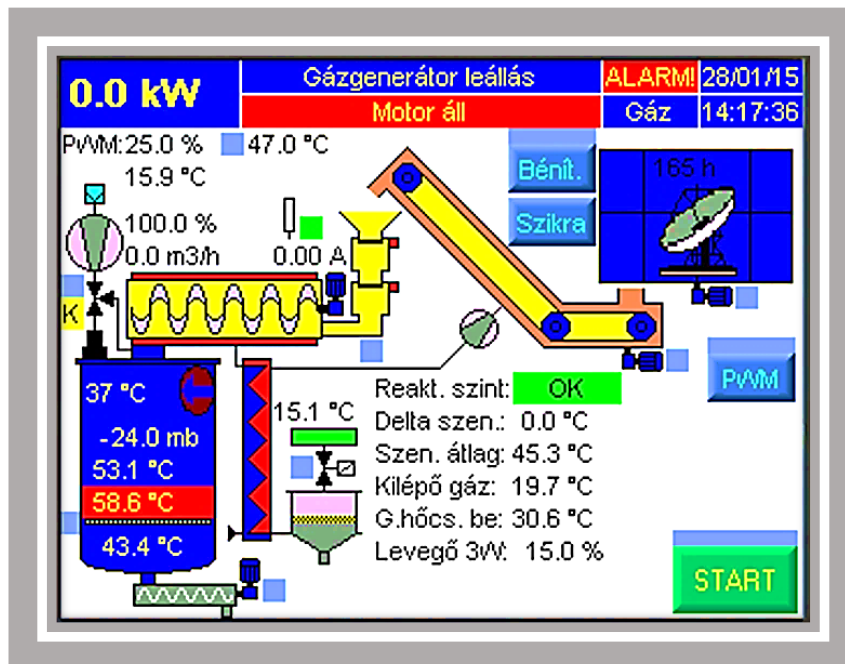 0.0 kW
Gázgenerátor leállás
ALARM!
28/01/15
Motor áll
Gáz
14:17:36
PWM:25.0 %
47.0 °C
15.9 °C
100.0 %
0.0 m3/h
0.00 A
Bénít.
Szikra
165 h
K
PWM
37 °C
-24.0 mb
53.1 °C
58.6 °C
43.4 °C
15.1 °C
Reakt. szint: OK
Delta szen.: 0.0 °C
Szen. átlag: 45.3 °C
Kilépő gáz: 19.7 °C
G.hőcs. be: 30.6 °C
Levegő 3W: 15.0 %
START